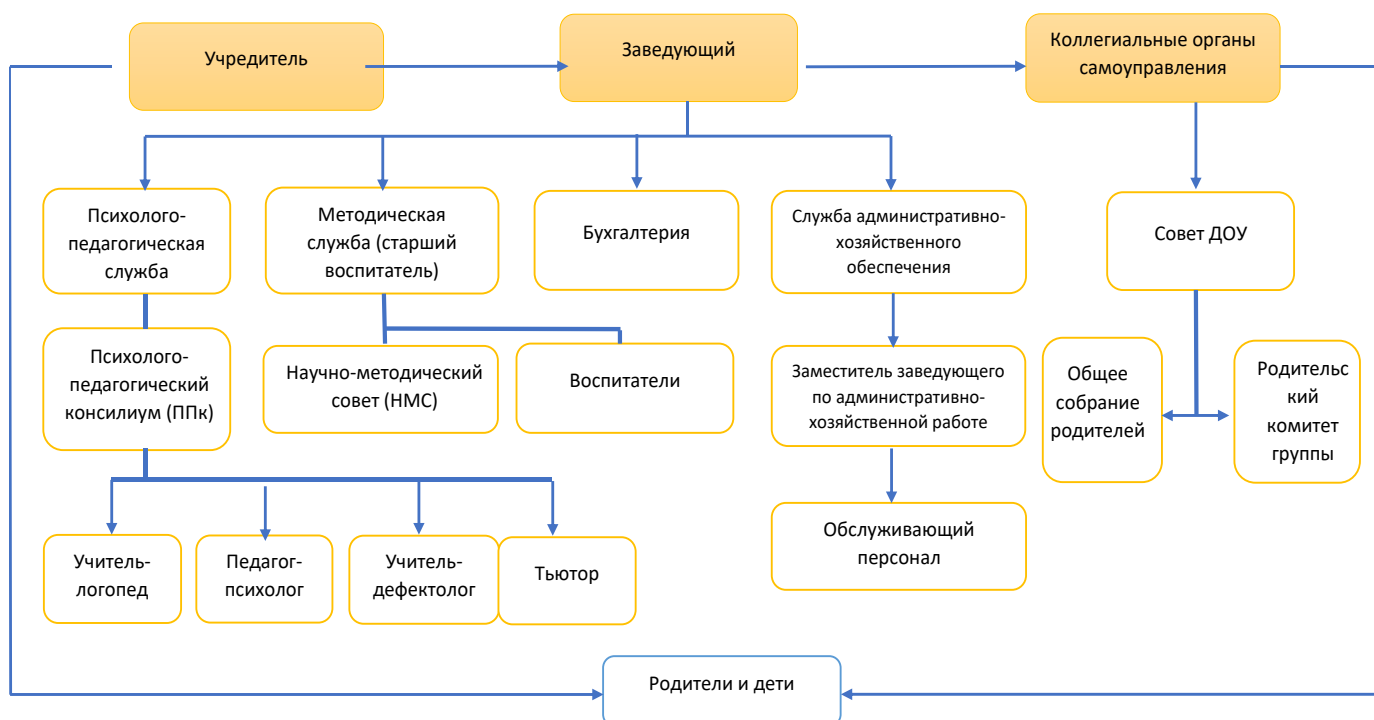 Учредитель
Заведующий
Коллегиальные органы
самоуправления
Психолого-
педагогическая
служба
Методическая
служба (старший
воспитатель)
Бухгалтерия
Служба административно-
хозяйственного
обеспечения
Совет ДОУ
Психолого-
педагогический
консилиум (ППк)
Научно-методический
совет (НМС)
Воспитатели
Заместитель заведующего
по административно-
хозяйственной работе
Общее
собрание
родителей
Родительс
кий
комитет
группы
Учитель-
логопед
Педагог-
психолог
Учитель-
дефектолог
Тьютор
Обслуживающий
персонал
Родители и дети